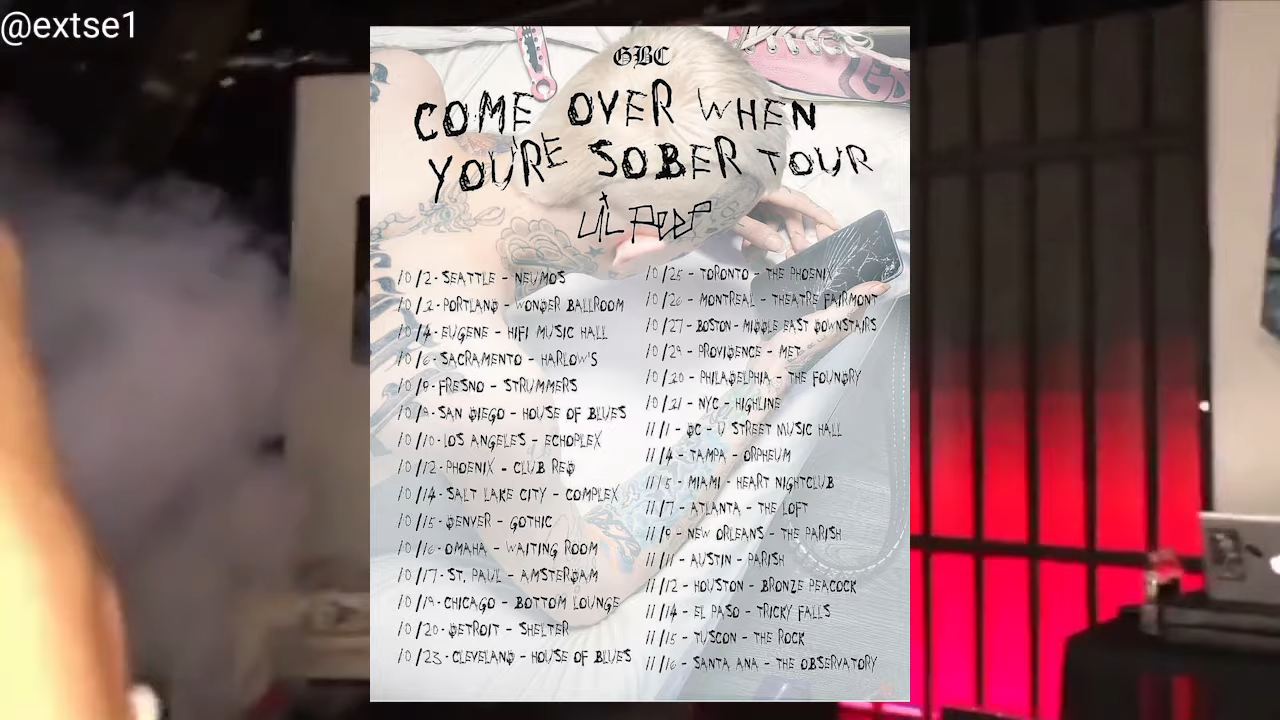 @extse1
GBC
COME OVER WHEN
YOU'RE SOBER TOUR
LiL PEEP
10/2 - SEATTLE - NEUMOS
10/2 - PORTLAND - WONDER BALLROOM
10/4 - EUGENE - HIFI MUSIC HALL
10/6 - SACRAMENTO - HARLOW'S
10/8 - FRESNO - STRUMMERS
10/9 - SAN DIEGO - HOUSE OF BLUES
10/10 - LOS ANGELES - ECHOPLEX
10/12 - PHOENIX - CLUB RED
10/14 - SALT LAKE CITY - COMPLEX
10/15 - DENVER - GOTHIC
10/16 - OMAHA - WAITING ROOM
10/17 - ST. PAUL - AMSTERDAM
10/19 - CHICAGO - BOTTOM LOUNGE
10/20 - DETROIT - SHELTER
10/23 - CLEVELAND - HOUSE OF BLUES
10/25 - TORONTO - THE PHOENIX
10/26 - MONTREAL - THEATRE FAIRMONT
10/27 - BOSTON - MIDDLE EAST DOWNSTAIRS
10/29 - PROVIDENCE - MET
10/30 - PHILADELPHIA - THE FOUNDRY
10/31 - NYC - HIGHLINE
11/1 - DC - U STREET MUSIC HALL
11/4 - TAMPA - ORPHEUM
11/5 - MIAMI - HEART NIGHTCLUB
11/7 - ATLANTA - THE LOFT
11/9 - NEW ORLEANS - THE PARISH
11/11 - AUSTIN - PARISH
11/12 - HOUSTON - BRONZE PEACOCK
11/14 - EL PASO - TRICKY FALLS
11/15 - TUSCON - THE ROCK
11/16 - SANTA ANA - THE OBSERVATORY